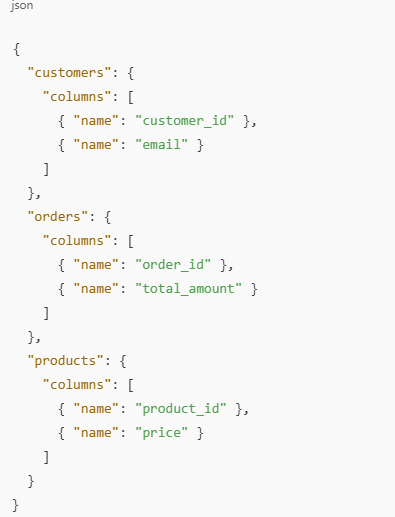 json
{
  "customers": {
    "columns": [
      { "name": "customer_id" },
      { "name": "email" }
    ]
  },
  "orders": {
    "columns": [
      { "name": "order_id" },
      { "name": "total_amount" }
    ]
  },
  "products": {
    "columns": [
      { "name": "product_id" },
      { "name": "price" }
    ]
  }
}